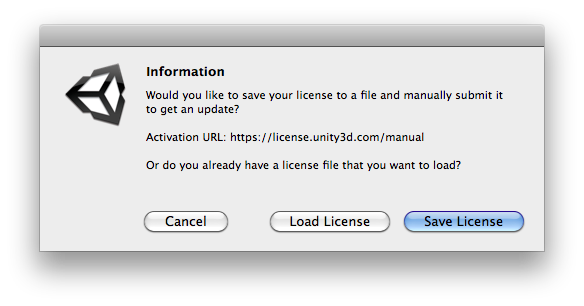 Information
Would you like to save your license to a file and manually submit it
to get an update?
Activation URL: https://license.unity3d.com/manual
Or do you already have a license file that you want to load?
Cancel
Load License
Save License